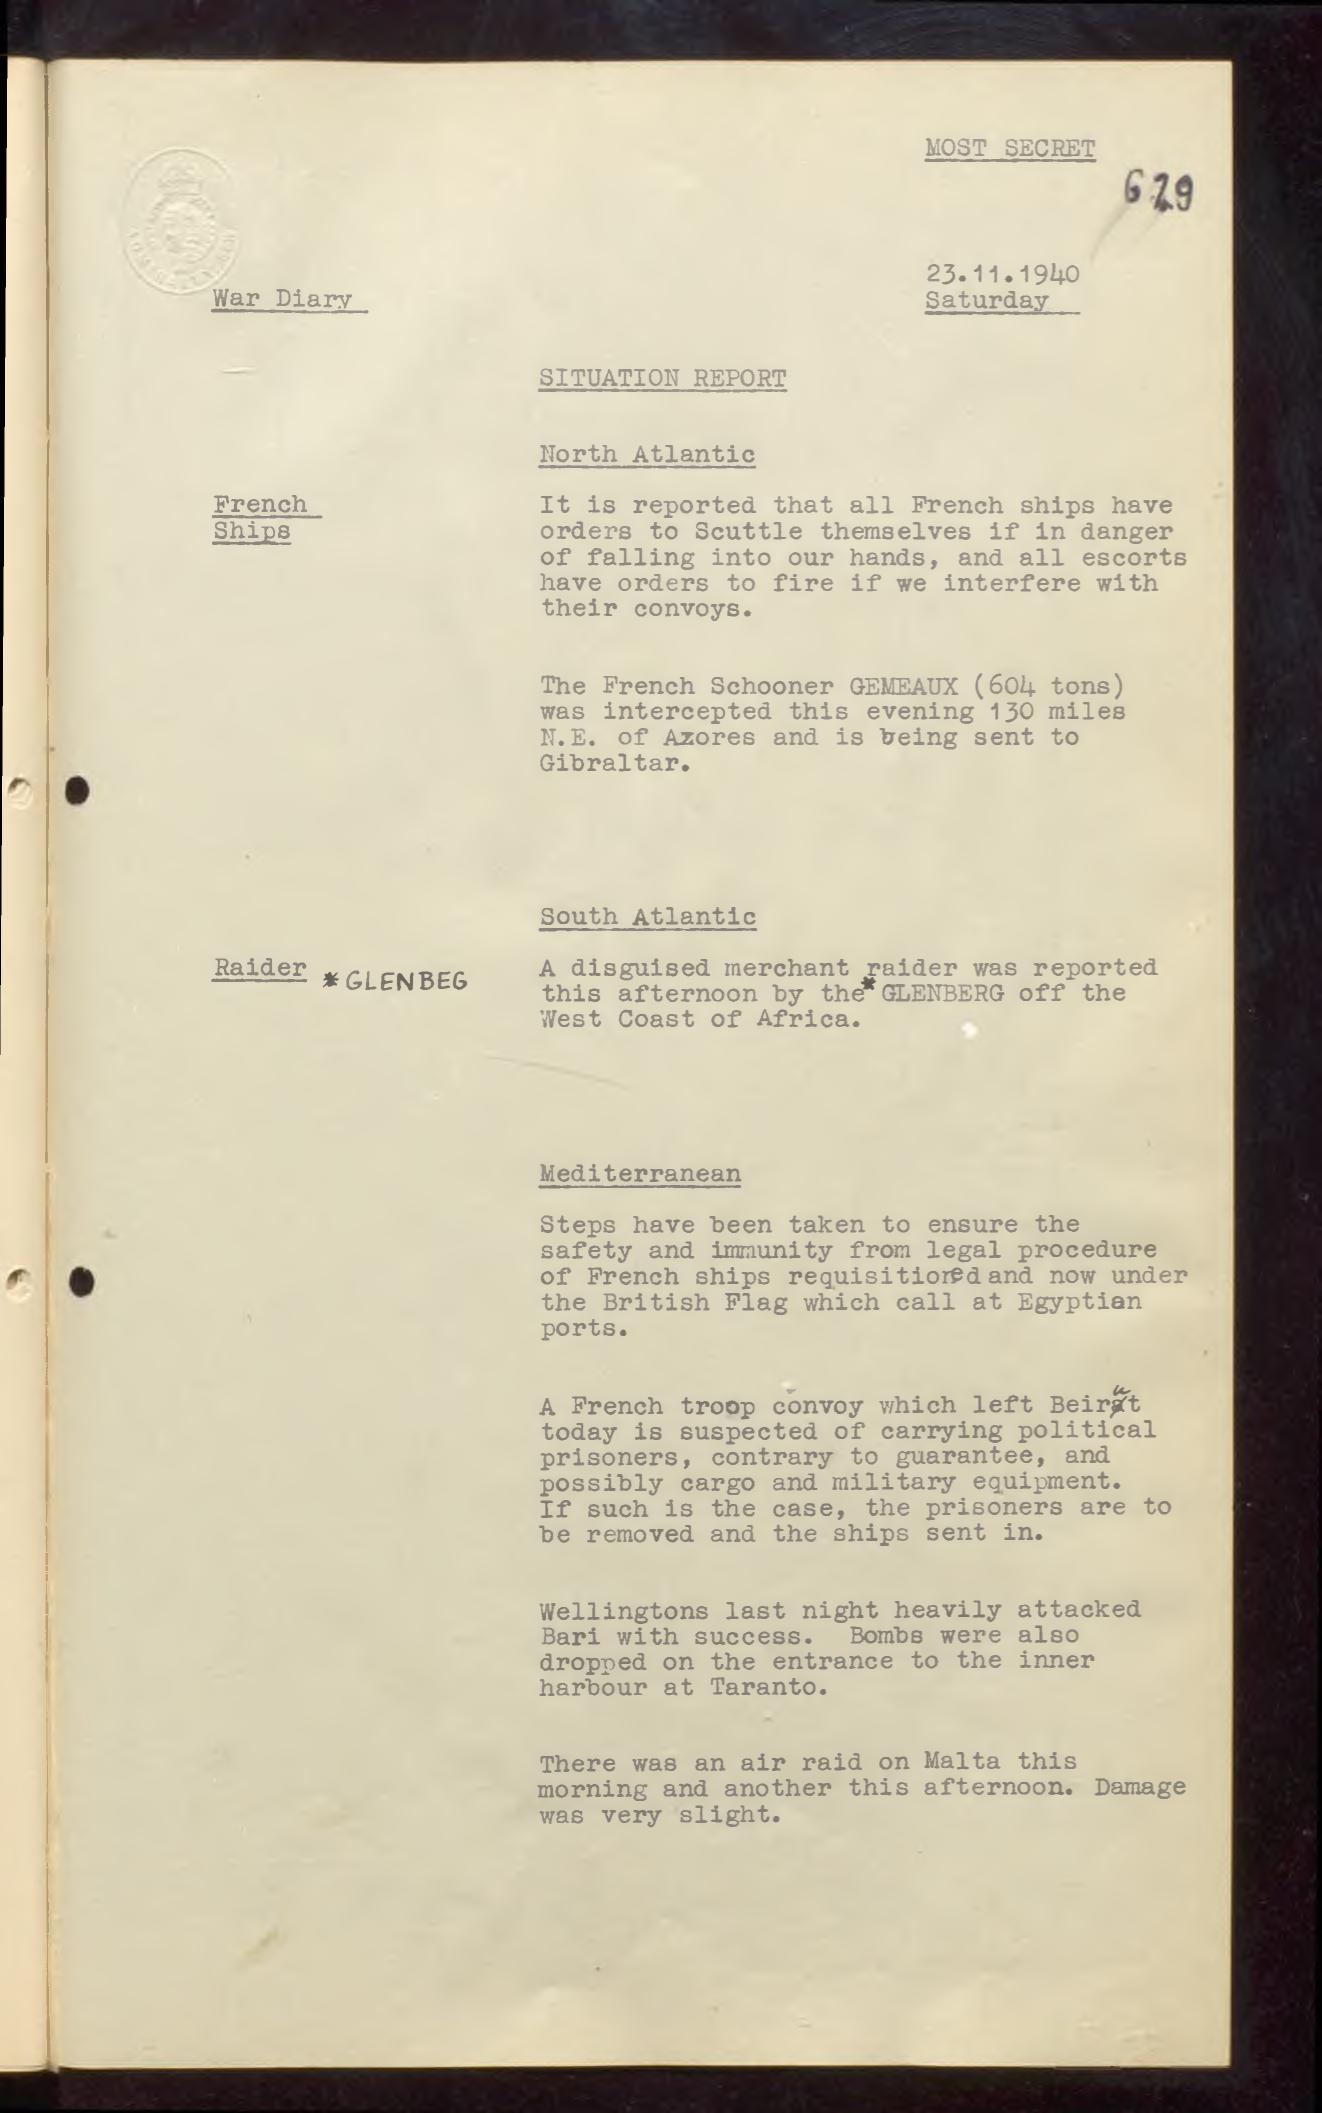 MOST SECRET
629
23.11.1940
War Diary
Saturday
SITUATION REPORT
North Atlantic
French
Ships
It is reported that all French ships have
orders to Scuttle themselves if in danger
of falling into our hands, and all escorts
have orders to fire if we interfere with
their convoys.
The French Schooner GEMEAUX (604 tons)
was intercepted this evening 130 miles
N.E. of Azores and is being sent to
Gibraltar.
South Atlantic
Raider * GLENBEG
A disguised merchant raider was reported
this afternoon by the * GLENBERG off the
West Coast of Africa.
Mediterranean
Steps have been taken to ensure the
safety and immunity from legal procedure
of French ships requisitioned and now under
the British Flag which call at Egyptian
ports.
A French troop convoy which left Beirut
today is suspected of carrying political
prisoners, contrary to guarantee, and
possibly cargo and military equipment.
If such is the case, the prisoners are to
be removed and the ships sent in.
Wellingtons last night heavily attacked
Bari with success. Bombs were also
dropped on the entrance to the inner
harbour at Taranto.
There was an air raid on Malta this
morning and another this afternoon. Damage
was very slight.